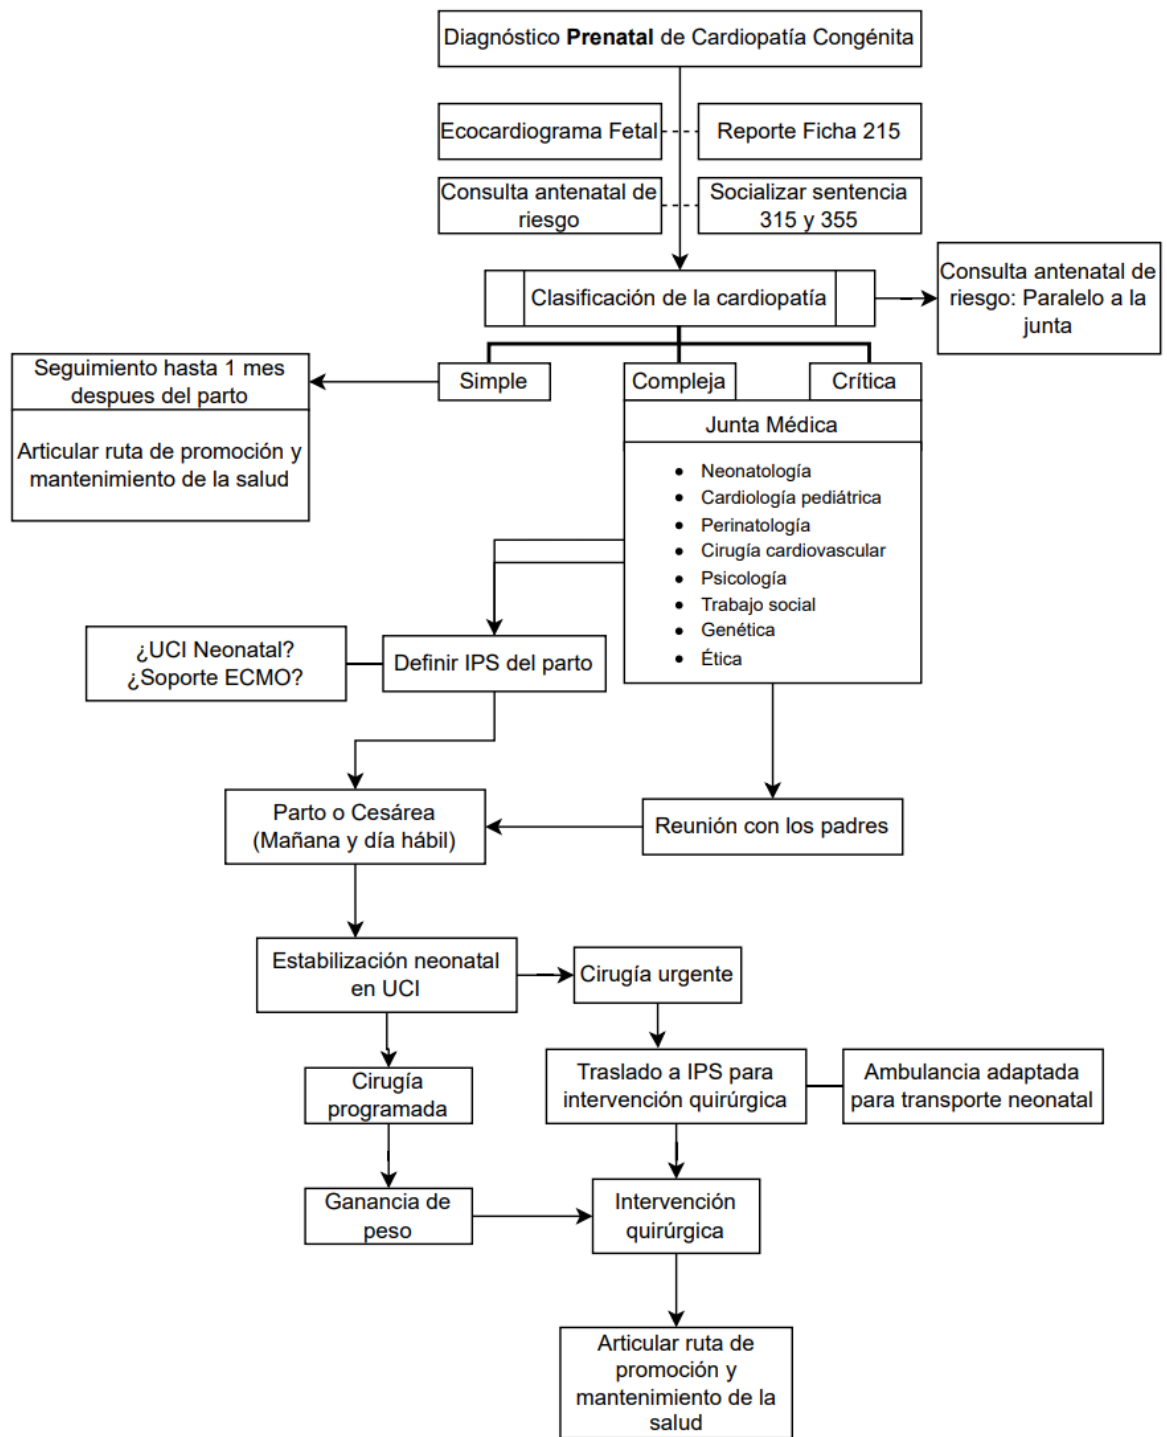 Diagnóstico Prenatal de Cardiopatía Congénita
Ecocardiograma Fetal
Reporte Ficha 215
Consulta antenatal de
riesgo
Socializar sentencia
315 y 355
Clasificación de la cardiopatía
Consulta antenatal de
riesgo: Paralelo a la
junta
Seguimiento hasta 1 mes
despues del parto
Articular ruta de promoción y
mantenimiento de la salud
Simple
Compleja
Crítica
Junta Médica
Neonatología
Cardiología pediátrica
Perinatología
Cirugía cardiovascular
Psicología
Trabajo social
Genética
Ética
¿UCI Neonatal?
¿Soporte ECMO?
Definir IPS del parto
Parto o Cesárea
(Mañana y día hábil)
Reunión con los padres
Estabilización neonatal
en UCI
Cirugía urgente
Cirugía
programada
Traslado a IPS para
intervención quirúrgica
Ambulancia adaptada
para transporte neonatal
Ganancia de
peso
Intervención
quirúrgica
Articular ruta de
promoción y
mantenimiento de la
salud